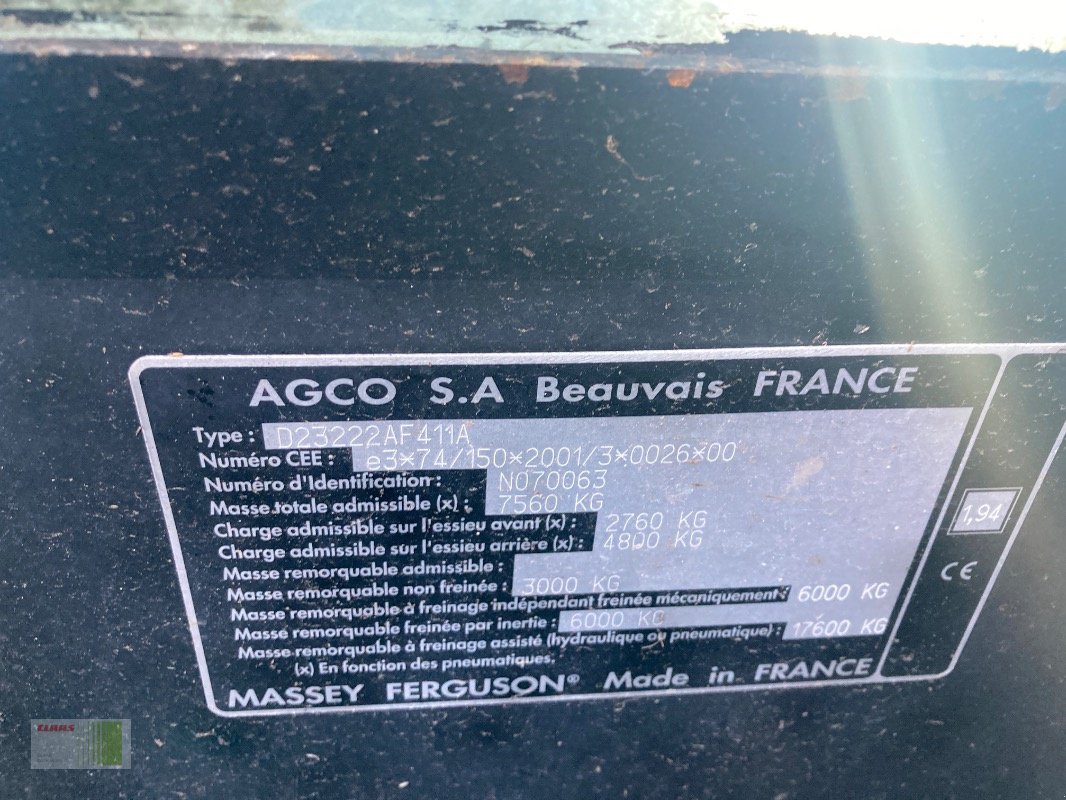 AGCO S.A Beauvais FRANCE
Type : D23222AF411A
Numéro CEE : e3*74/150*2001/3*0026*00
Numéro d'Identification : N070063
Masse totale admissible (x) : 7560 KG
Charge admissible sur l'essieu avant (x) : 2760 KG
Charge admissible sur l'essieu arrière (x) : 4800 KG
Masse remorquable admissible :
Masse remorquable non freinée : 3000 KG
Masse remorquable à freinage indépendant freinée mécaniquement : 6000 KG
Masse remorquable freinée par inertie : 6000 KG
Masse remorquable à freinage assisté (hydraulique ou pneumatique) : 17600 KG
(x) En fonction des pneumatiques.
MASSEY FERGUSON® Made in FRANCE
1,94
CE
CLAAS